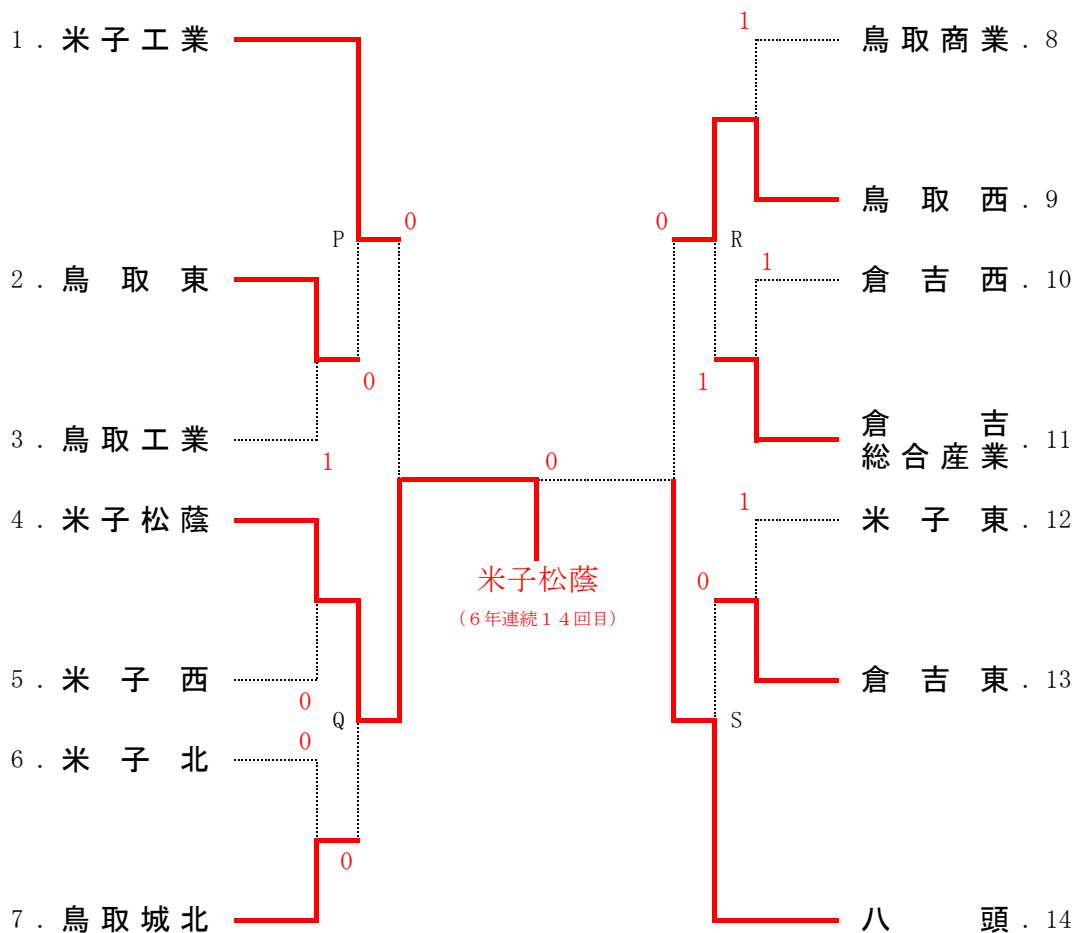 1．米子工業
2．鳥取東
3．鳥取工業
4．米子松蔭
5．米子西
6．米子北
7．鳥取城北
P
Q
0
0
1
0
0
0
0
米子松蔭
（６年連続１４回目）
1
0
R
1
1
1
0
S
鳥取商業．8
鳥取西．9
倉吉西．10
倉吉
総合産業．11
米子東．12
倉吉東．13
八頭．14